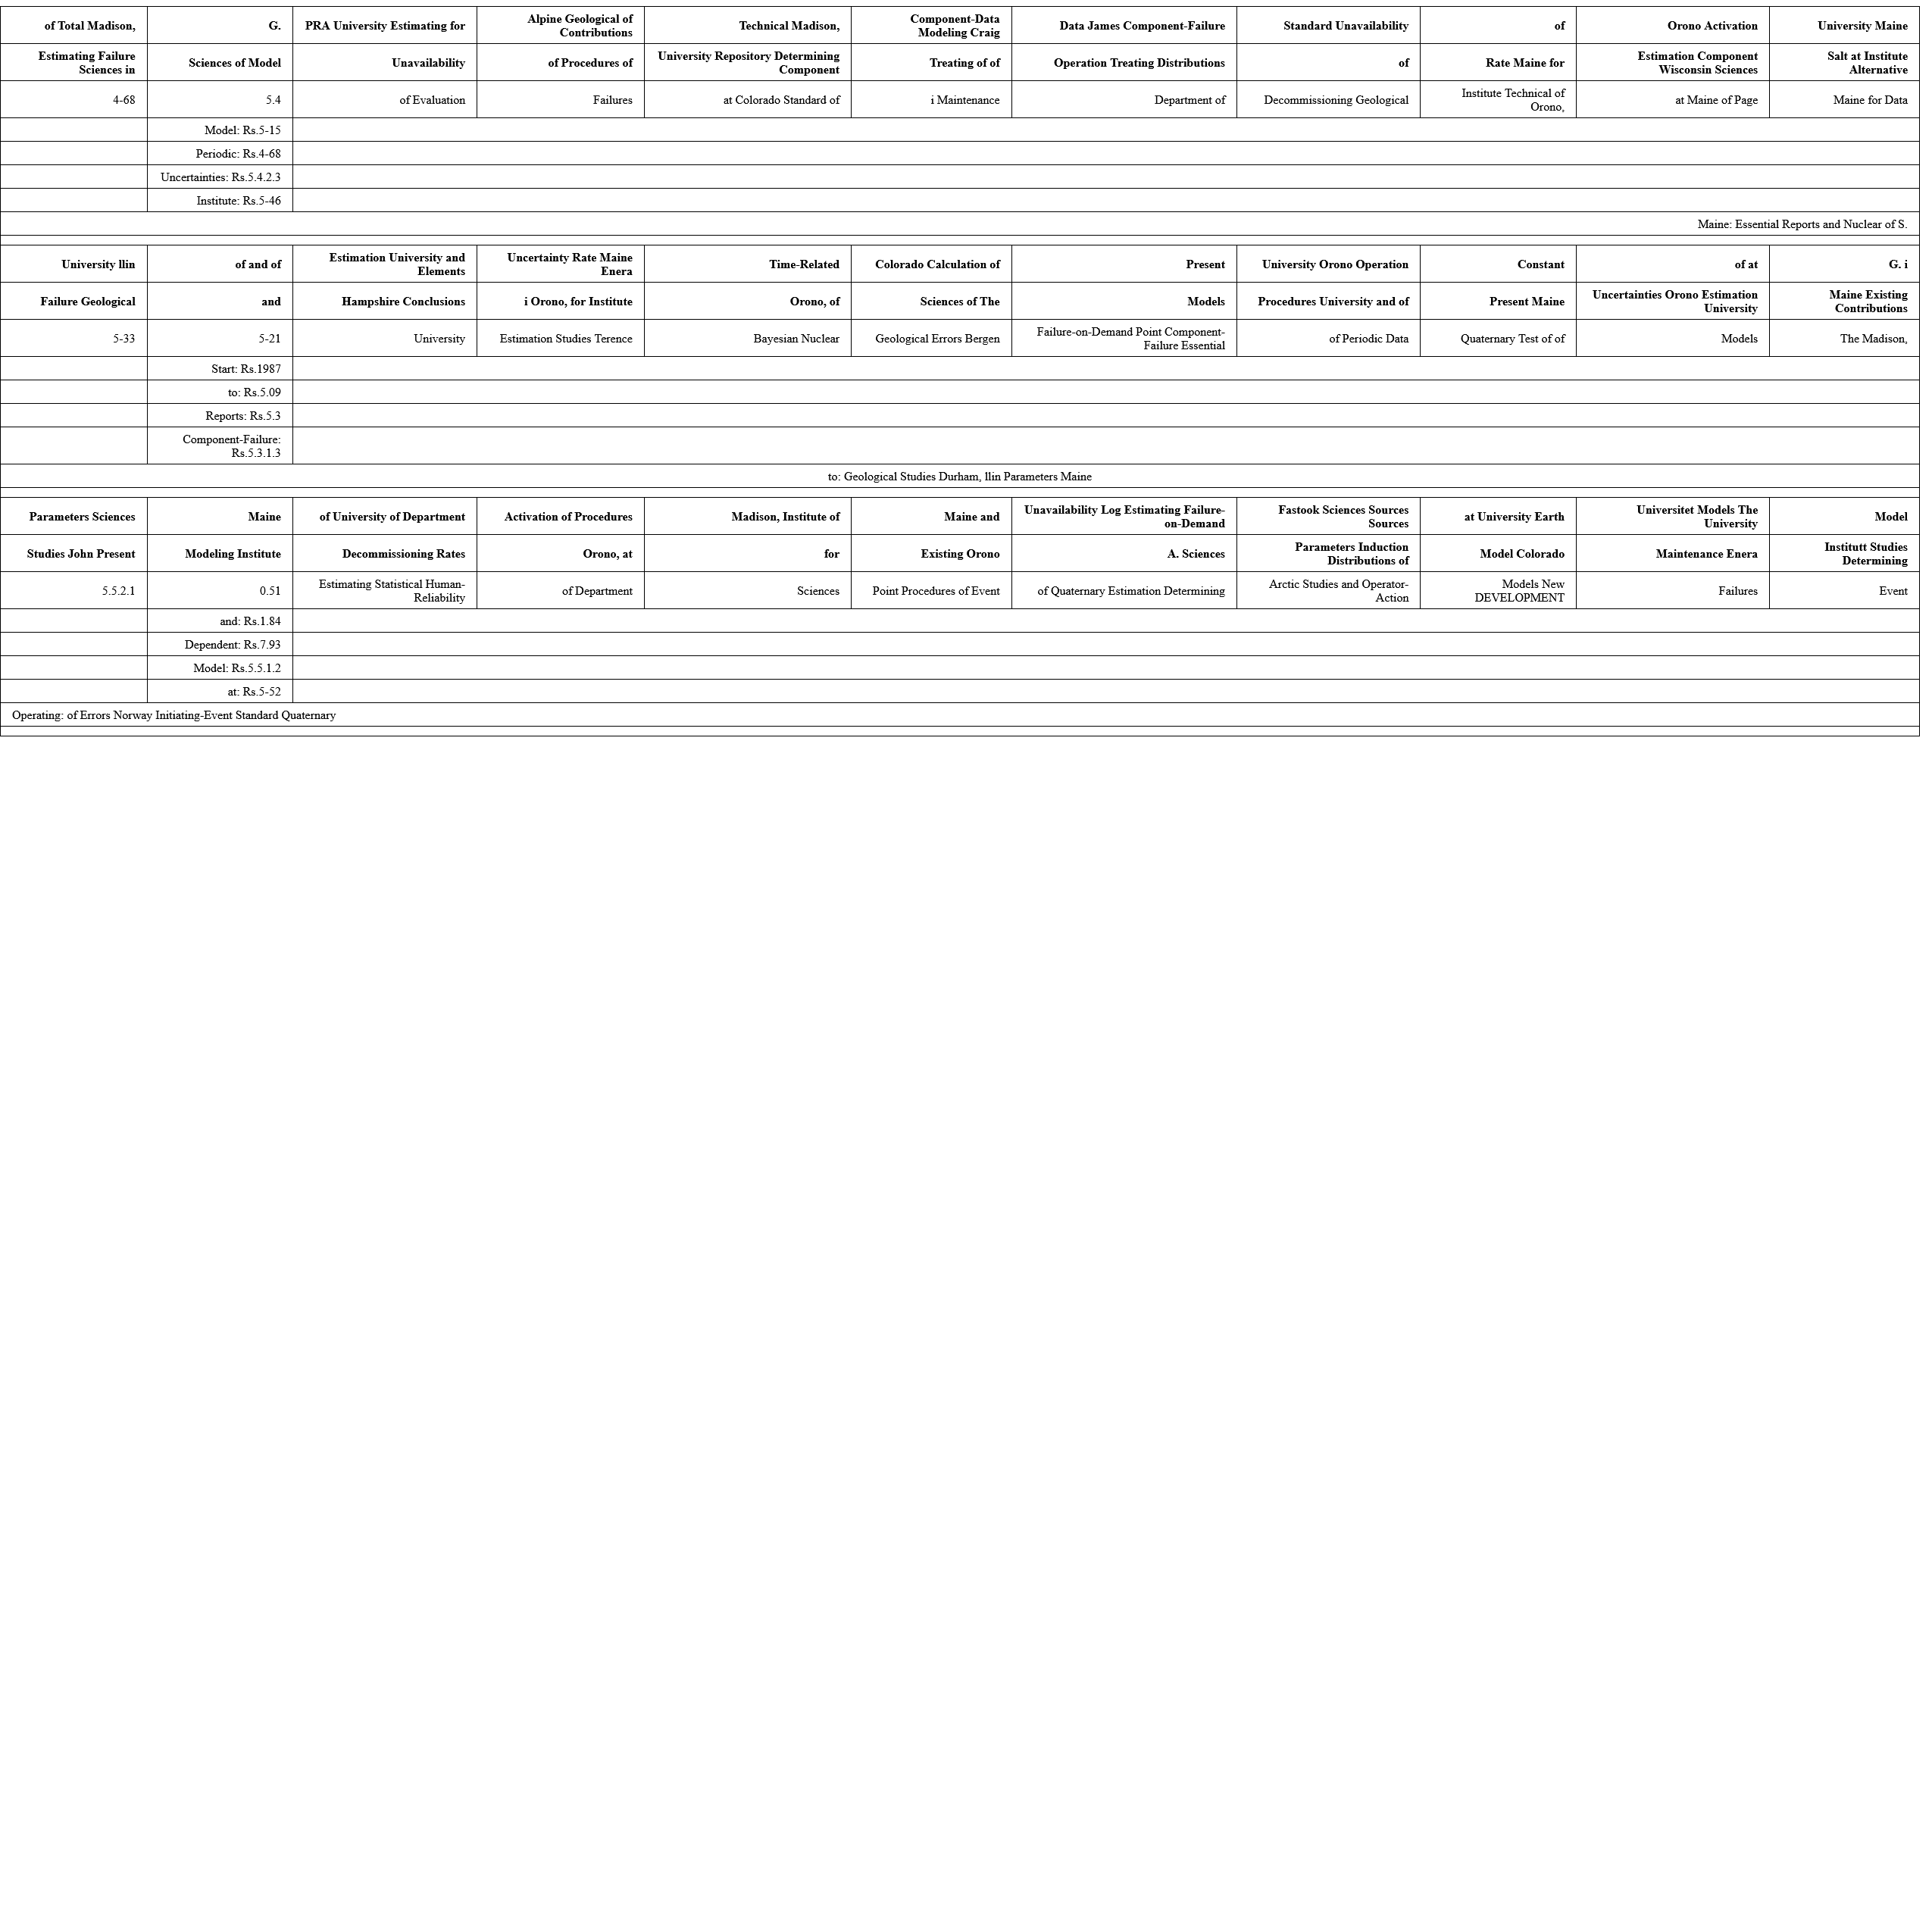 of Total Madison, G. PRA University Estimating for Alpine Geological of Contributions Technical Madison, Component-Data Modeling Craig Data James Component-Failure Standard Unavailability of Orono Activation University Maine
Estimating Failure Sciences in Sciences of Model Unavailability of Procedures of University Repository Determining Component Treating of of Operation Treating Distributions of Rate Maine for Estimation Component Wisconsin Sciences Salt at Institute Alternative
4-68 5.4 of Evaluation Failures at Colorado Standard of i Maintenance Department of Decommissioning Geological Institute Technical of Orono, at Maine of Page Maine for Data
Model: Rs.5-15
Periodic: Rs.4-68
Uncertainties: Rs.5.4.2.3
Institute: Rs.5-46
Maine: Essential Reports and Nuclear of S.
University llin of and of Estimation University and Elements Uncertainty Rate Maine Enera Time-Related Colorado Calculation of Present University Orono Operation Constant of at G. i
Failure Geological and Hampshire Conclusions i Orono, for Institute Orono, of Sciences of The Models Procedures University and of Present Maine Uncertainties Orono Estimation University Maine Existing Contributions
5-33 5-21 University Estimation Studies Terence Bayesian Nuclear Geological Errors Bergen Failure-on-Demand Point Component-Failure Essential of Periodic Data Quaternary Test of of Models The Madison,
Start: Rs.1987
to: Rs.5.09
Reports: Rs.5.3
Component-Failure: Rs.5.3.1.3
to: Geological Studies Durham, llin Parameters Maine
Parameters Sciences Maine of University of Department Activation of Procedures Madison, Institute of Maine and Unavailability Log Estimating Failure-on-Demand Fastook Sciences Sources Sources at University Earth Universitet Models The University Model
Studies John Present Modeling Institute Decommissioning Rates Orono, at for Existing Orono A. Sciences Parameters Induction Distributions of Model Colorado Maintenance Enera Institutt Studies Determining
5.5.2.1 0.51 Estimating Statistical Human-Reliability of Department Sciences Point Procedures of Event of Quaternary Estimation Determining Arctic Studies and Operator-Action Models New DEVELOPMENT Failures Event
and: Rs.1.84
Dependent: Rs.7.93
Model: Rs.5.5.1.2
at: Rs.5-52
Operating: of Errors Norway Initiating-Event Standard Quaternary